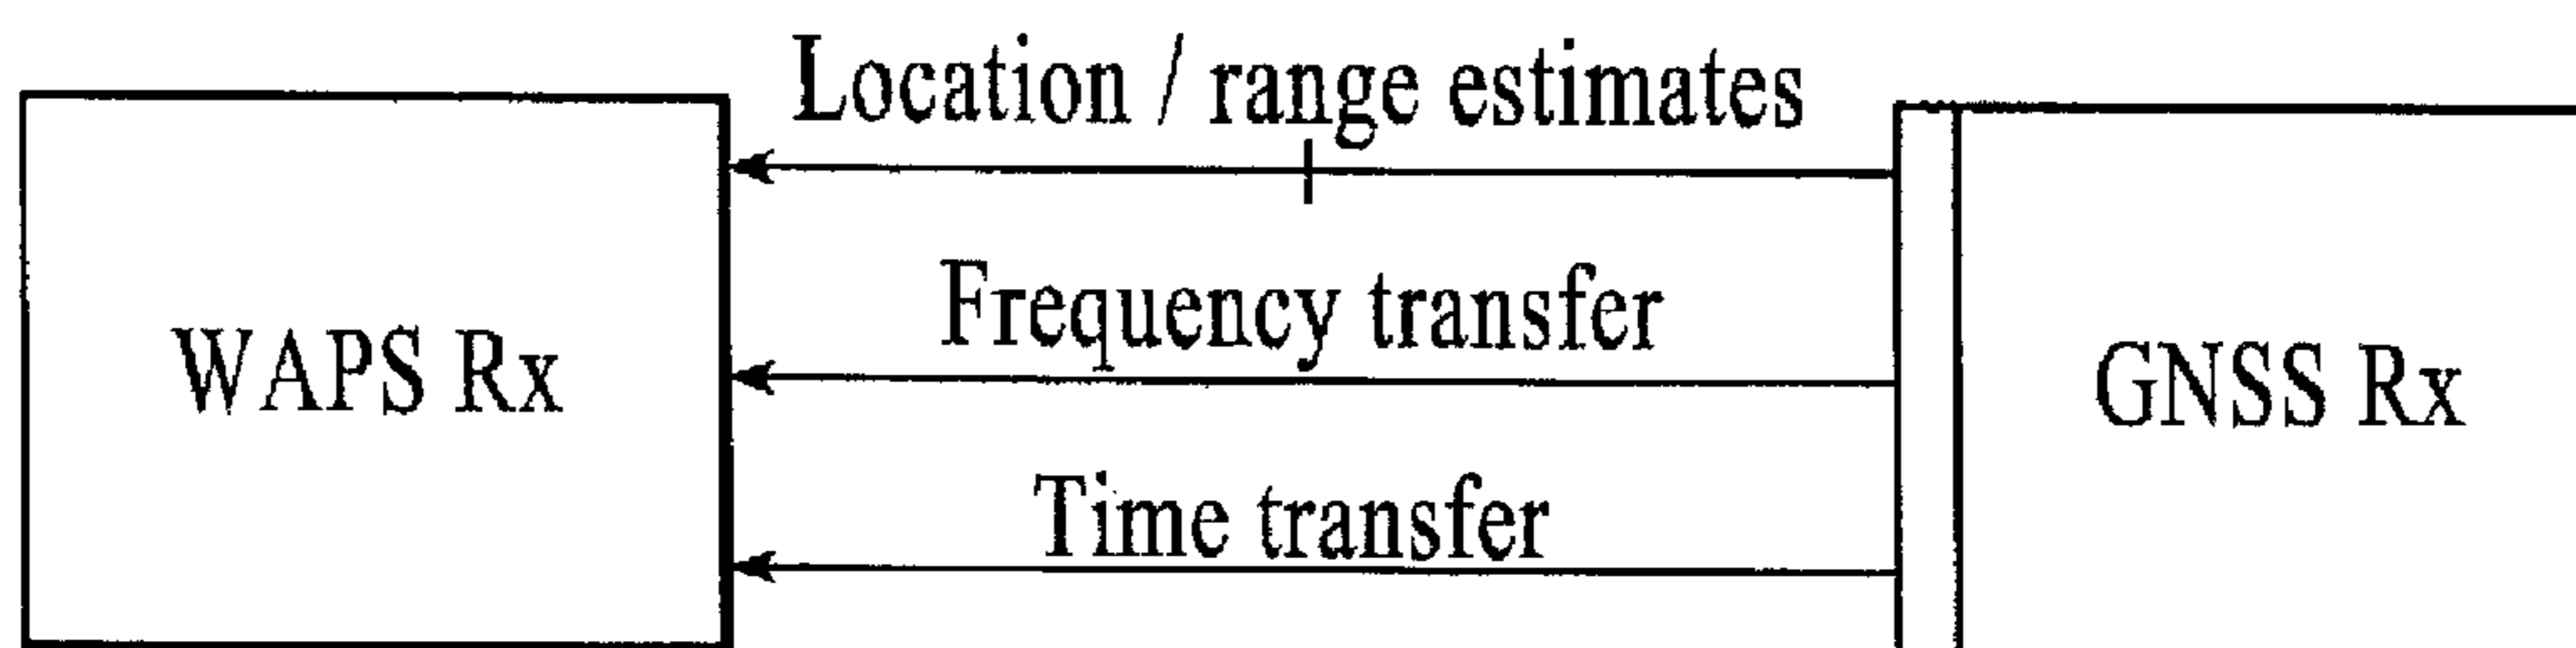 Location / range estimates
Frequency transfer
WAPS Rx
GNSS Rx
Time transfer